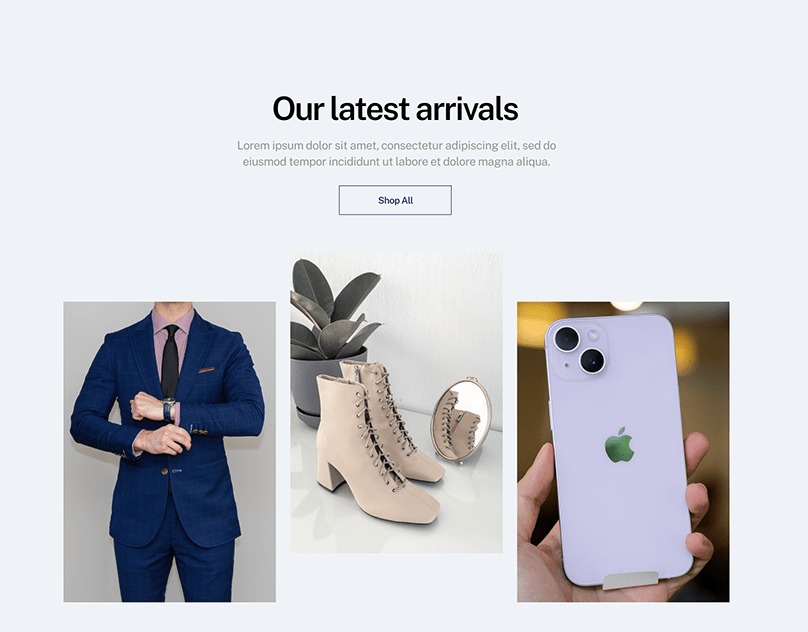 Our latest arrivals
Lorem ipsum dolor sit amet, consectetur adipiscing elit, sed do
eiusmod tempor incididunt ut labore et dolore magna aliqua.
Shop All